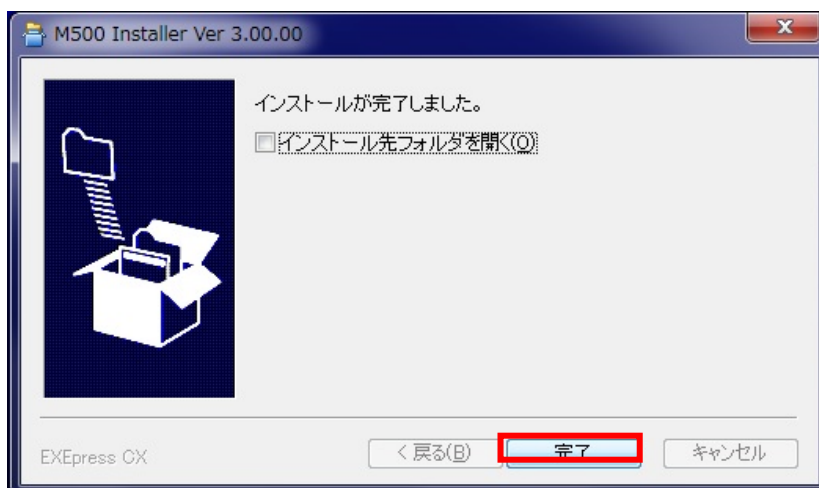 M500 Installer Ver 3.00.00
インストールが完了しました。
インストール先フォルダを開く(O)
EXEpress CX
< 戻る(B)
完了
キャンセル